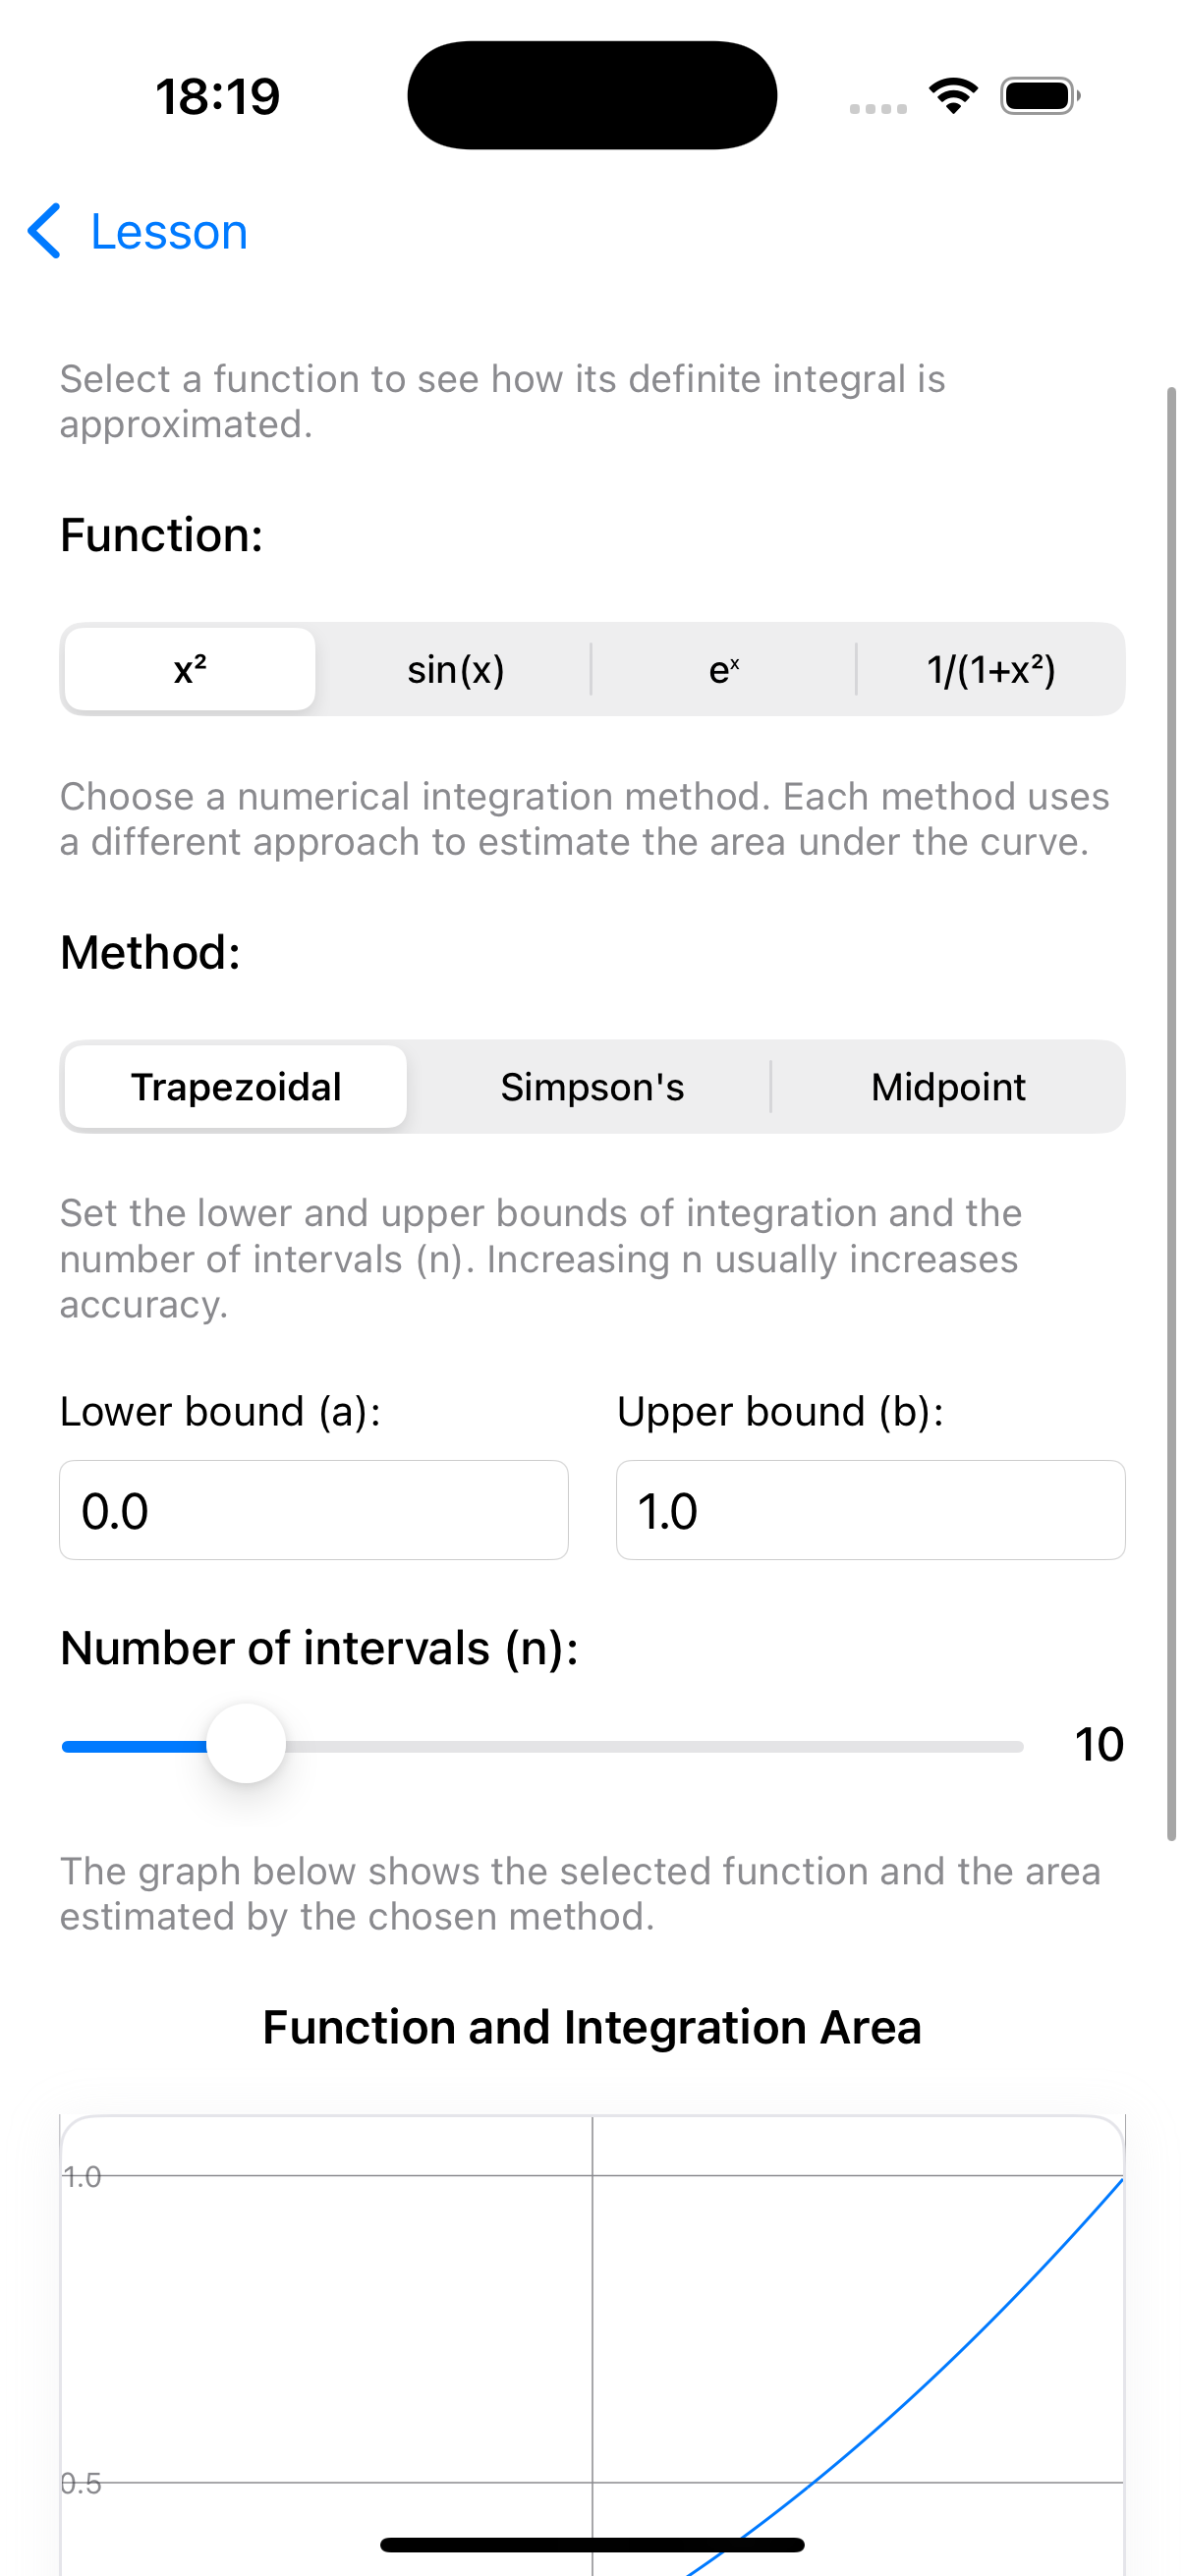 18:19
Lesson
Select a function to see how its definite integral is
approximated.
Function:
x² sin(x) eˣ 1/(1+x²)
Choose a numerical integration method. Each method uses
a different approach to estimate the area under the curve.
Method:
Trapezoidal Simpson's Midpoint
Set the lower and upper bounds of integration and the
number of intervals (n). Increasing n usually increases
accuracy.
Lower bound (a): Upper bound (b):
0.0 1.0
Number of intervals (n):
10
The graph below shows the selected function and the area
estimated by the chosen method.
Function and Integration Area
1.0
0.5